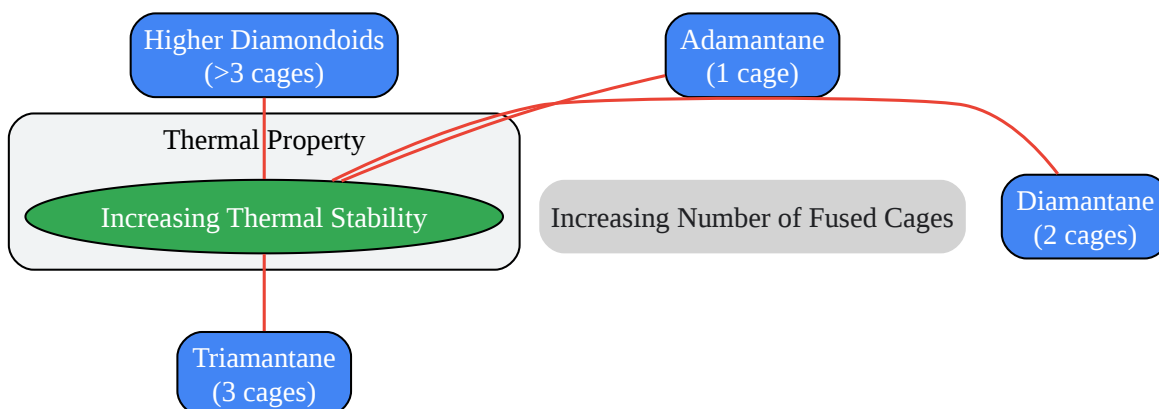 Higher Diamondoids
(>3 cages)
Adamantane
(1 cage)
Thermal Property
Increasing Thermal Stability
Increasing Number of Fused Cages
Diamantane
(2 cages)
Triamantane
(3 cages)